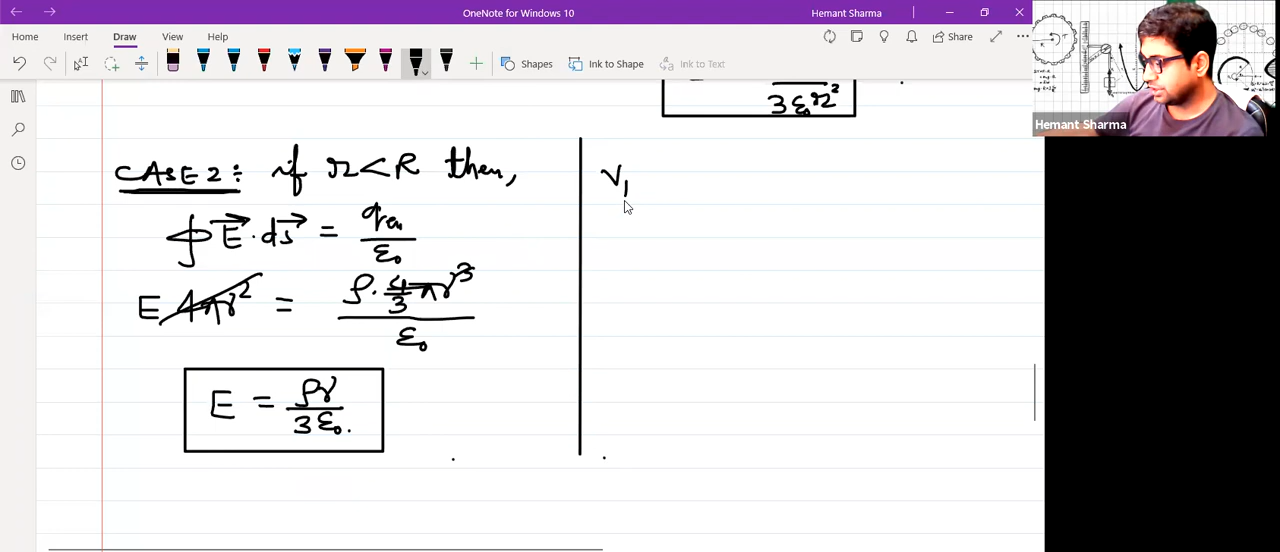 OneNote for Windows 10
Hemant Sharma
Home Insert Draw View Help
Share
Shapes Ink to Shape Ink to Text
Hemant Sharma
3ε₀r²
CASE 2 : if r < R then,
∮ E⃗ · ds⃗ = qen / ε₀
E 4πr² = ρ · 4/3 πr³ / ε₀
E = ρr / 3ε₀.
V₁